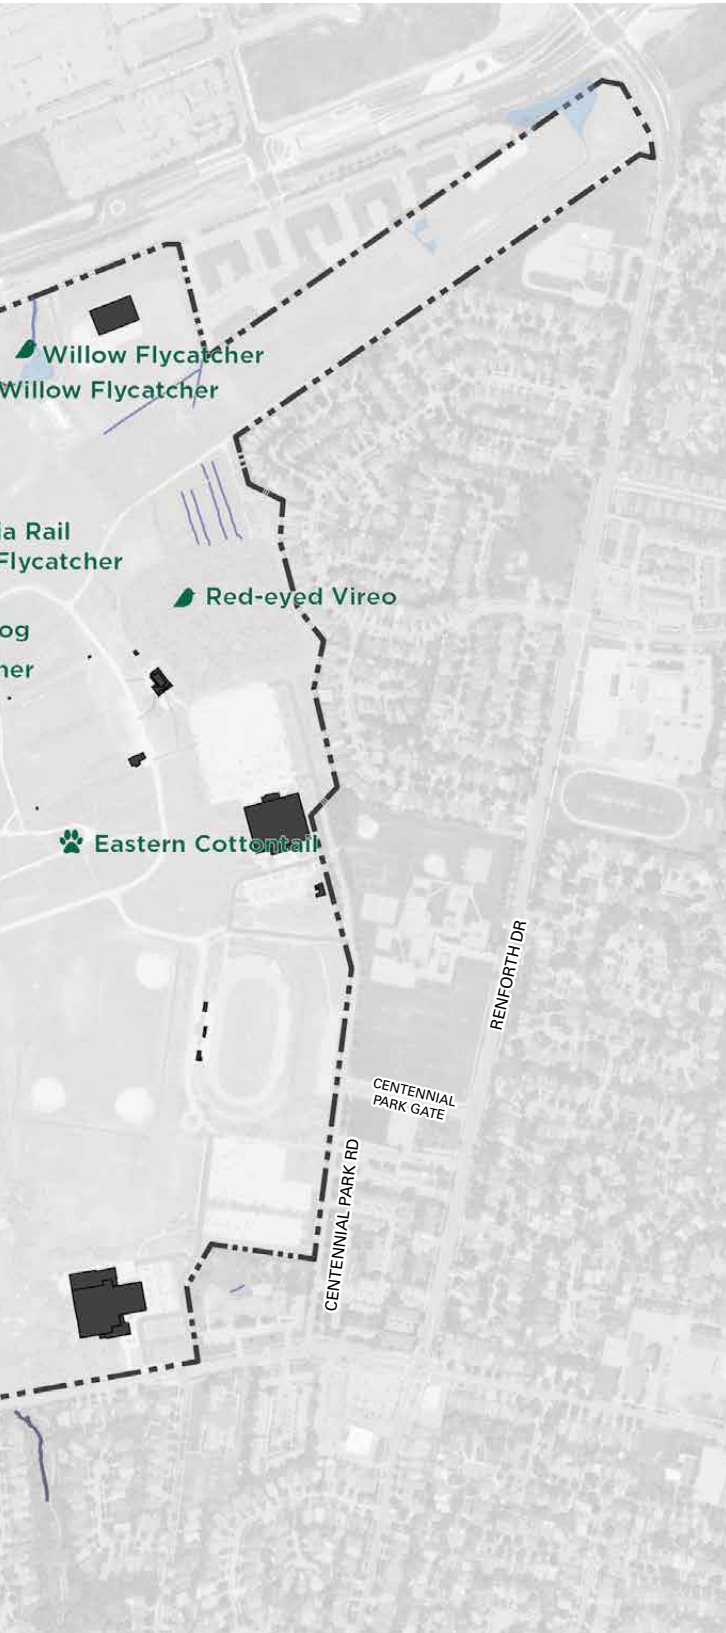 Willow Flycatcher
Willow Flycatcher
ia Rail
Flycatcher
Red-eyed Vireo
og
her
Eastern Cottontail
RENFORTH DR
CENTENNIAL
PARK GATE
CENTENNIAL PARK RD